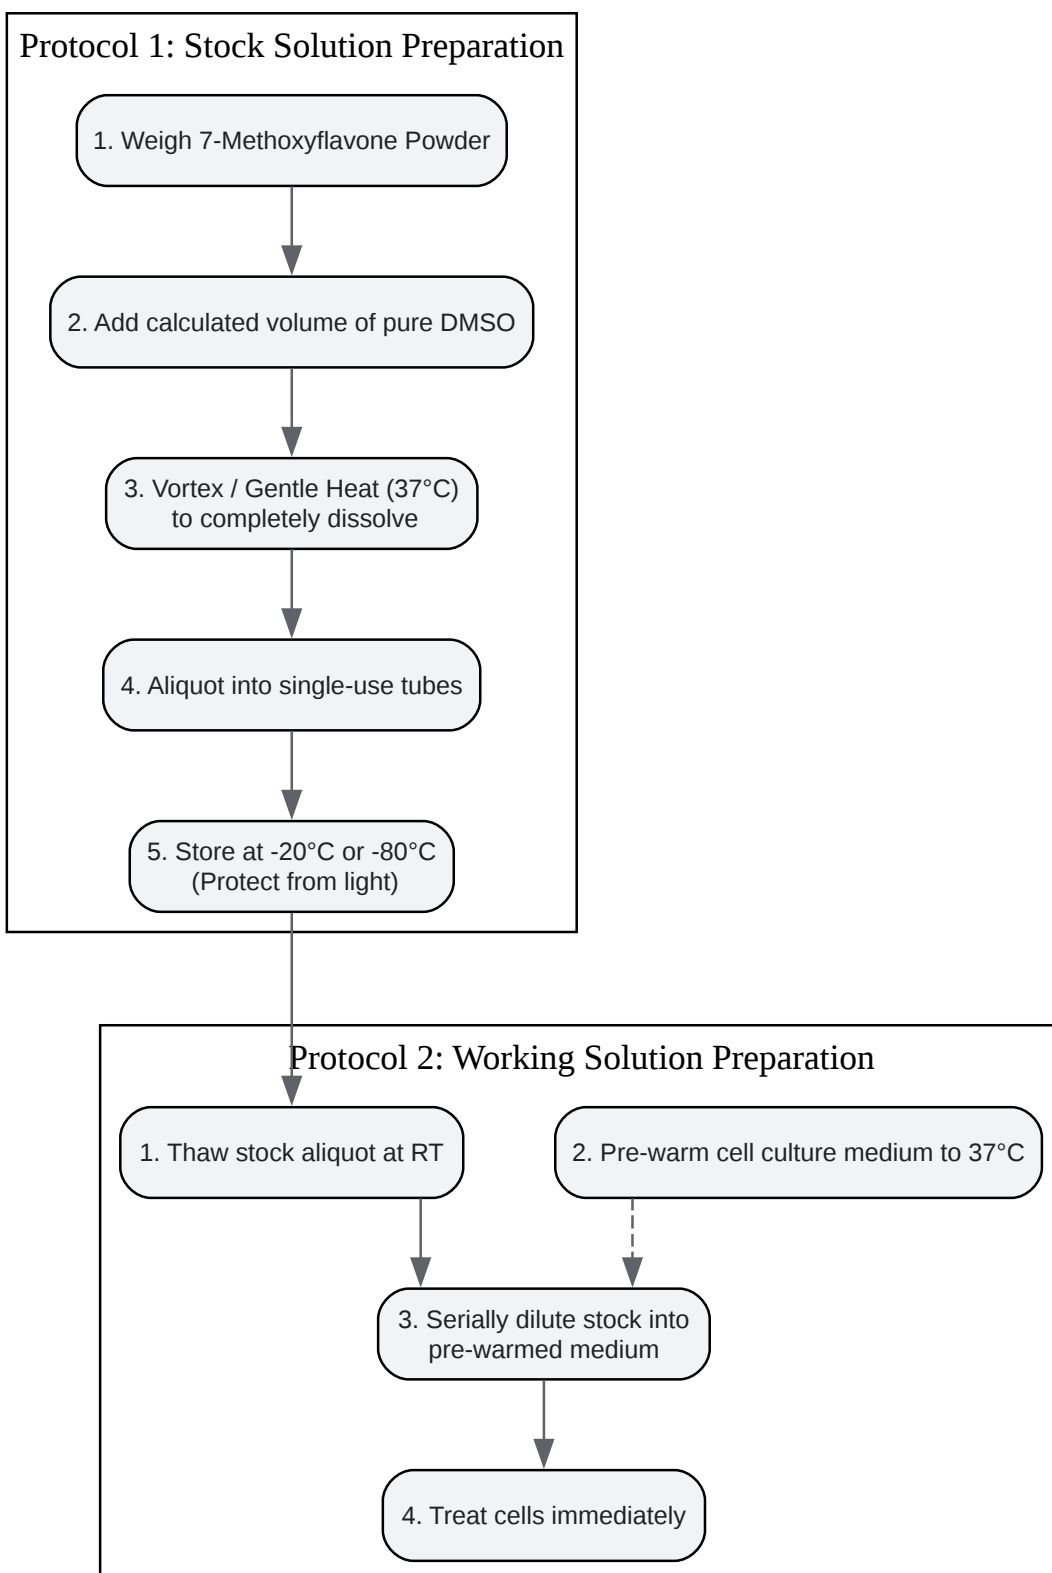 Protocol 1: Stock Solution Preparation
1. Weigh 7-Methoxyflavone Powder
2. Add calculated volume of pure DMSO
3. Vortex / Gentle Heat (37°C)
to completely dissolve
4. Aliquot into single-use tubes
5. Store at -20°C or -80°C
(Protect from light)
Protocol 2: Working Solution Preparation
1. Thaw stock aliquot at RT
2. Pre-warm cell culture medium to 37°C
3. Serially dilute stock into
pre-warmed medium
4. Treat cells immediately